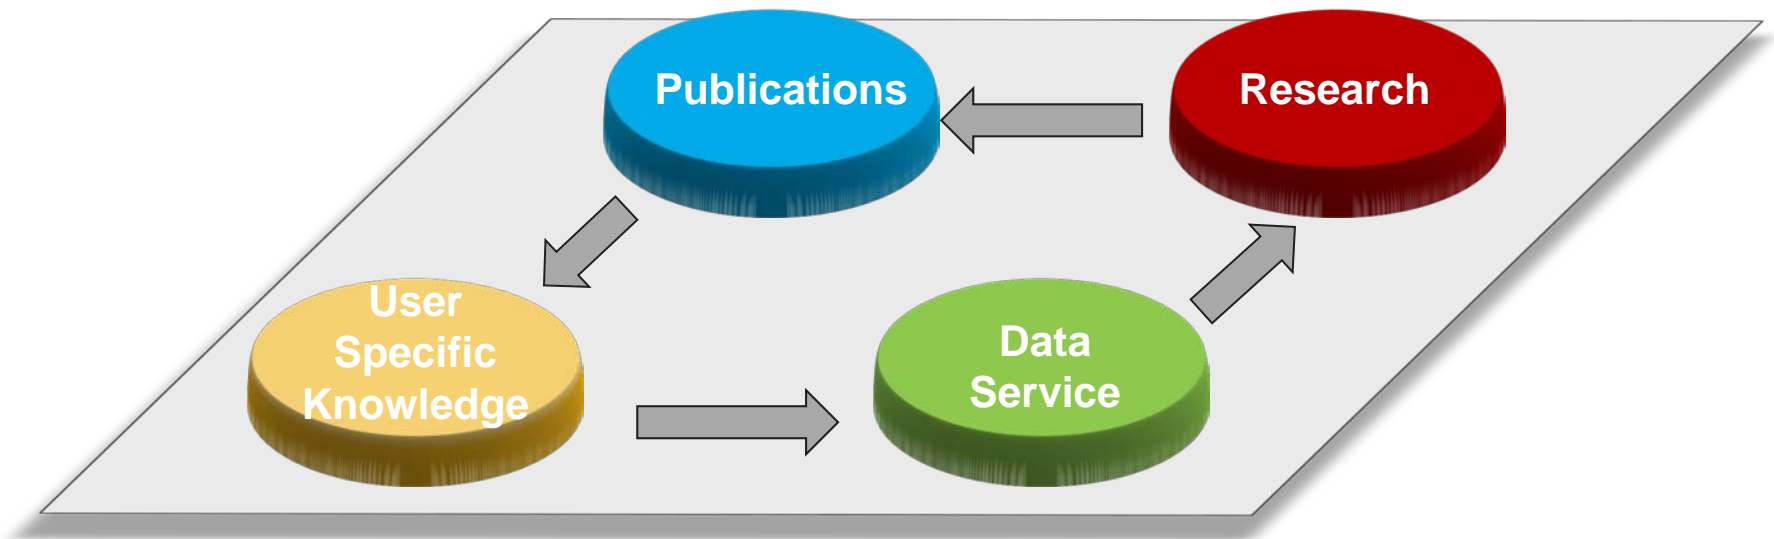 Publications
Research
User
Specific
Knowledge
Data
Service